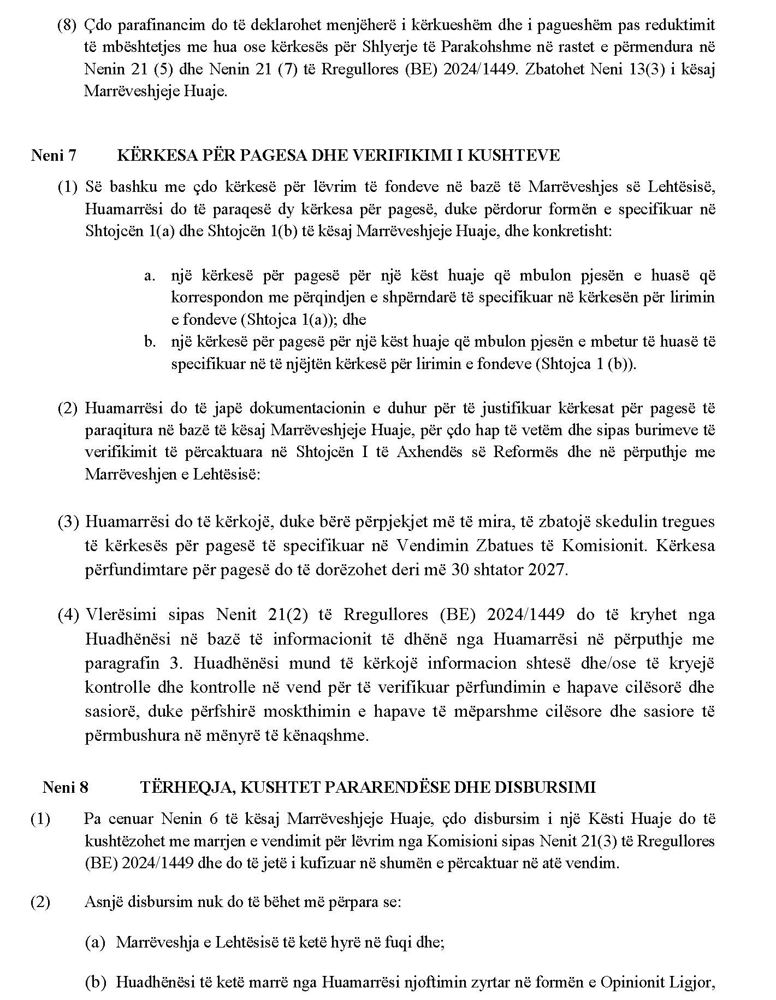 (8) Çdo parafinancim do të deklarohet menjëherë i kërkueshëm dhe i pagueshëm pas reduktimit
të mbështetjes me hua ose kërkesës për Shlyerje të Parakohshme në rastet e përmendura në
Nenin 21 (5) dhe Nenin 21 (7) të Rregullores (BE) 2024/1449. Zbatohet Neni 13(3) i kësaj
Marrëveshjeje Huaje.
Neni 7 KËRKESA PËR PAGESA DHE VERIFIKIMI I KUSHTEVE
(1) Së bashku me çdo kërkesë për lëvrim të fondeve në bazë të Marrëveshjes së Lehtësisë,
Huamarrësi do të paraqesë dy kërkesa për pagesë, duke përdorur formën e specifikuar në
Shtojcën 1(a) dhe Shtojcën 1(b) të kësaj Marrëveshjeje Huaje, dhe konkretisht:
a. një kërkesë për pagesë për një këst huaje që mbulon pjesën e huasë që
korrespondon me përqindjen e shpërndarë të specifikuar në kërkesën për lirimin
e fondeve (Shtojca 1(a)); dhe
b. një kërkesë për pagesë për një këst huaje që mbulon pjesën e mbetur të huasë të
specifikuar në të njëjtën kërkesë për lirimin e fondeve (Shtojca 1 (b)).
(2) Huamarrësi do të japë dokumentacionin e duhur për të justifikuar kërkesat për pagesë të
paraqitura në bazë të kësaj Marrëveshjeje Huaje, për çdo hap të vetëm dhe sipas burimeve të
verifikimit të përcaktuara në Shtojcën I të Axhendës së Reformës dhe në përputhje me
Marrëveshjen e Lehtësisë:
(3) Huamarrësi do të kërkojë, duke bërë përpjekjet më të mira, të zbatojë skedulin tregues
të kërkesës për pagesë të specifikuar në Vendimin Zbatues të Komisionit. Kërkesa
përfundimtare për pagesë do të dorëzohet deri më 30 shtator 2027.
(4) Vlerësimi sipas Nenit 21(2) të Rregullores (BE) 2024/1449 do të kryhet nga
Huadhënësi në bazë të informacionit të dhënë nga Huamarrësi në përputhje me
paragrafin 3. Huadhënësi mund të kërkojë informacion shtesë dhe/ose të kryejë
kontrolle dhe kontrolle në vend për të verifikuar përfundimin e hapave cilësorë dhe
sasiorë, duke përfshirë moskthimin e hapave të mëparshme cilësore dhe sasiore të
përmbushura në mënyrë të kënaqshme.
Neni 8 TËRHEQJA, KUSHTET PARARENDËSE DHE DISBURSIMI
(1) Pa cenuar Nenin 6 të kësaj Marrëveshjeje Huaje, çdo disbursim i një Kësti Huaje do të
kushtëzohet me marrjen e vendimit për lëvrim nga Komisioni sipas Nenit 21(3) të Rregullores
(BE) 2024/1449 dhe do të jetë i kufizuar në shumën e përcaktuar në atë vendim.
(2) Asnjë disbursim nuk do të bëhet më përpara se:
(a) Marrëveshja e Lehtësisë të ketë hyrë në fuqi dhe;
(b) Huadhënësi të ketë marrë nga Huamarrësi njoftimin zyrtar në formën e Opinionit Ligjor,